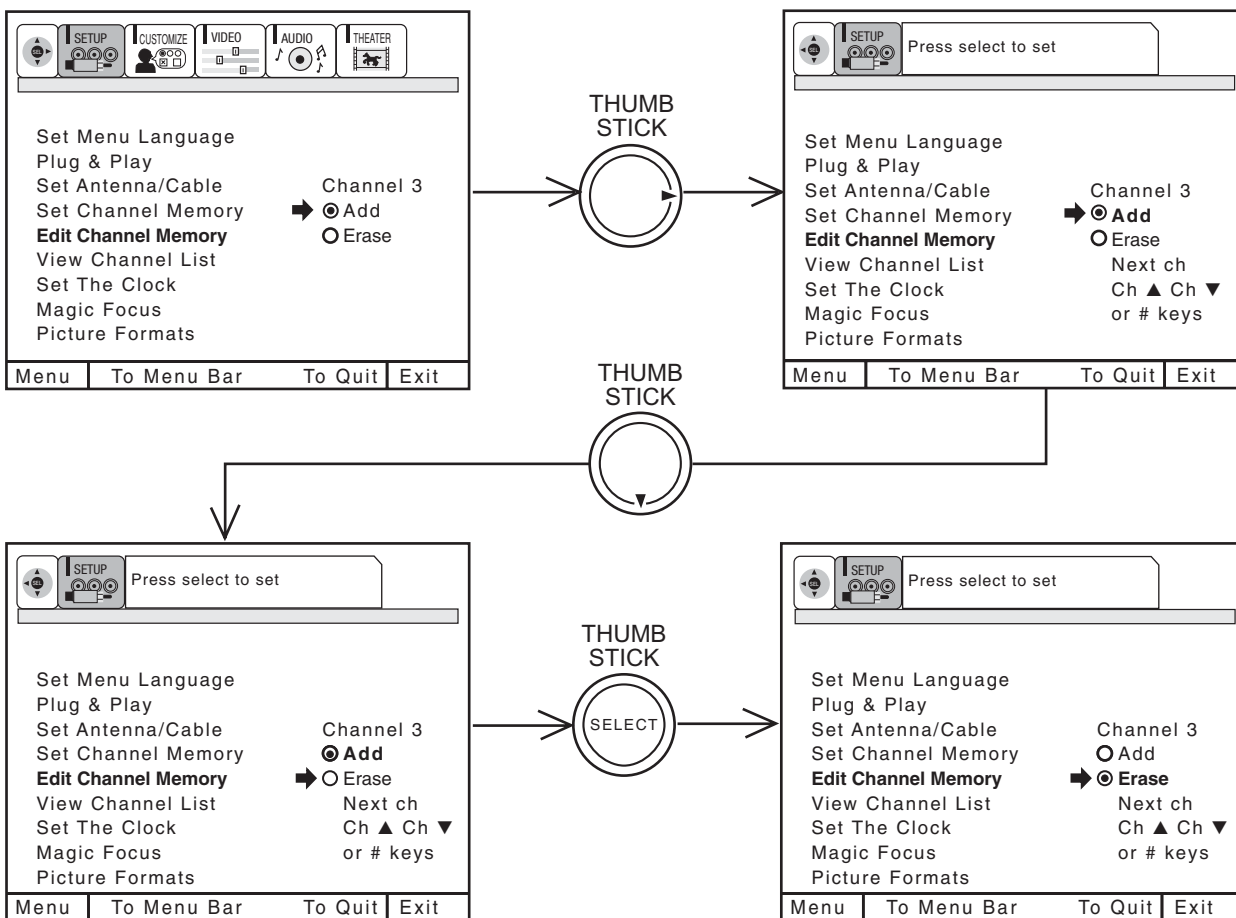 SEL
SETUP
CUSTOMIZE
VIDEO
AUDIO
THEATER
Set Menu Language
Plug & Play
Set Antenna/Cable Channel 3
Set Channel Memory Add
Edit Channel Memory Erase
View Channel List
Set The Clock
Magic Focus
Picture Formats
Menu To Menu Bar To Quit Exit
THUMB
STICK
SEL
SETUP
Press select to set
Set Menu Language
Plug & Play
Set Antenna/Cable Channel 3
Set Channel Memory Add
Edit Channel Memory Erase
View Channel List Next ch
Set The Clock Ch ▲ Ch ▼
Magic Focus or # keys
Picture Formats
Menu To Menu Bar To Quit Exit
THUMB
STICK
SEL
SETUP
Press select to set
Set Menu Language
Plug & Play
Set Antenna/Cable Channel 3
Set Channel Memory Add
Edit Channel Memory Erase
View Channel List Next ch
Set The Clock Ch ▲ Ch ▼
Magic Focus or # keys
Picture Formats
Menu To Menu Bar To Quit Exit
THUMB
STICK
SELECT
SEL
SETUP
Press select to set
Set Menu Language
Plug & Play
Set Antenna/Cable Channel 3
Set Channel Memory Add
Edit Channel Memory Erase
View Channel List Next ch
Set The Clock Ch ▲ Ch ▼
Magic Focus or # keys
Picture Formats
Menu To Menu Bar To Quit Exit